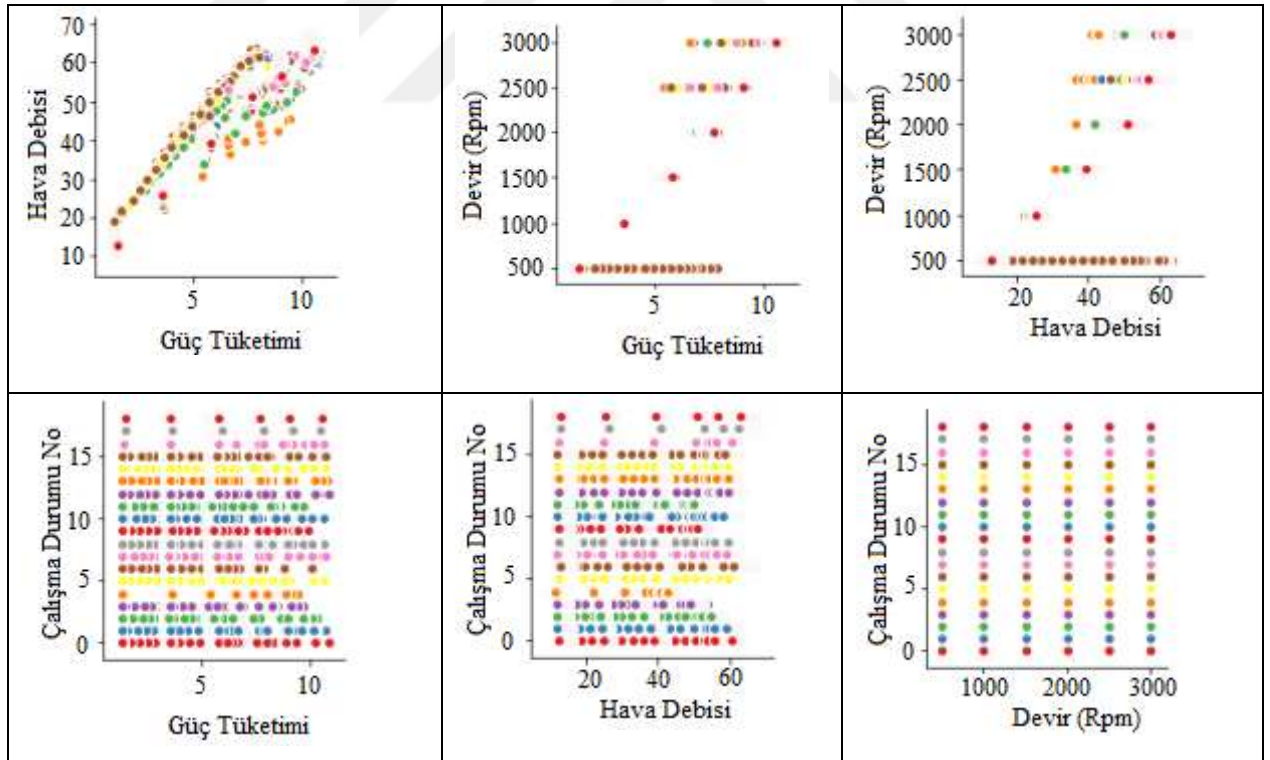 70
60
50
40
30
20
10
Hava Debisi
5 10
Güç Tüketimi
3000
2500
2000
1500
1000
500
Devir (Rpm)
5 10
Güç Tüketimi
3000
2500
2000
1500
1000
500
Devir (Rpm)
20 40 60
Hava Debisi
15
10
5
0
Çalışma Durumu No
5 10
Güç Tüketimi
15
10
5
0
Çalışma Durumu No
20 40 60
Hava Debisi
15
10
5
0
Çalışma Durumu No
1000 2000 3000
Devir (Rpm)